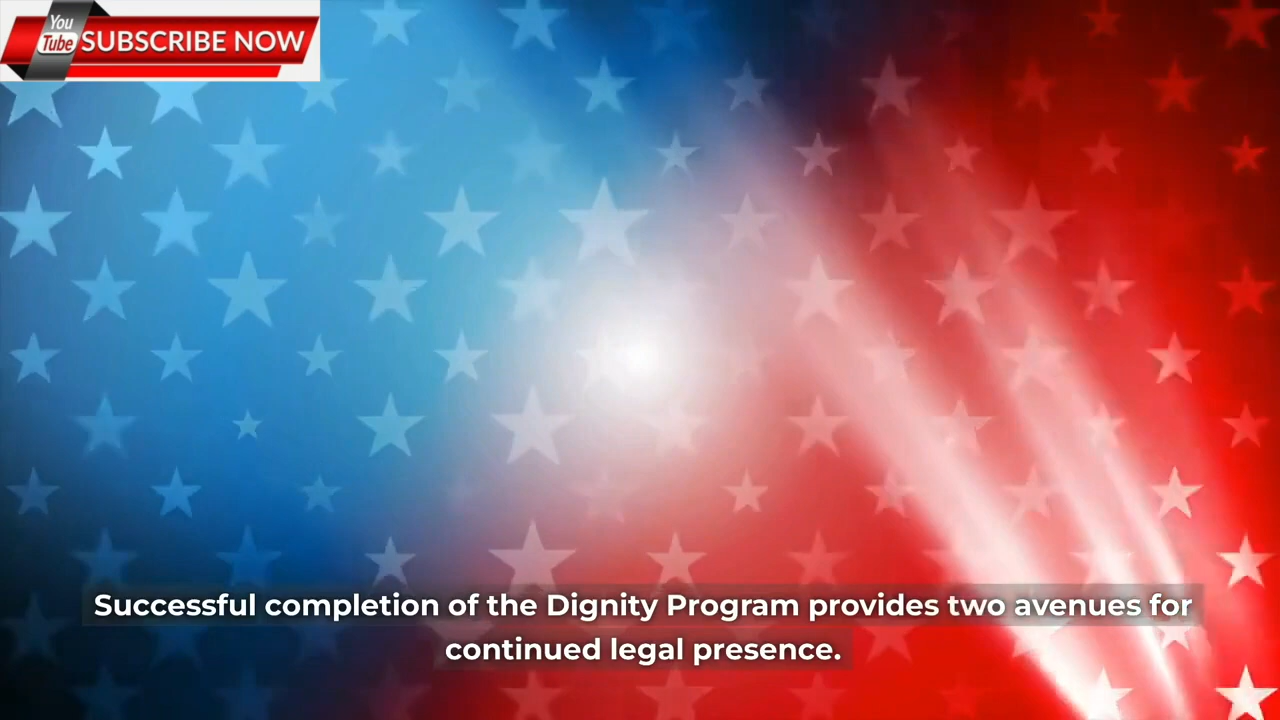 You
Tube
SUBSCRIBE NOW
Successful completion of the Dignity Program provides two avenues for
continued legal presence.